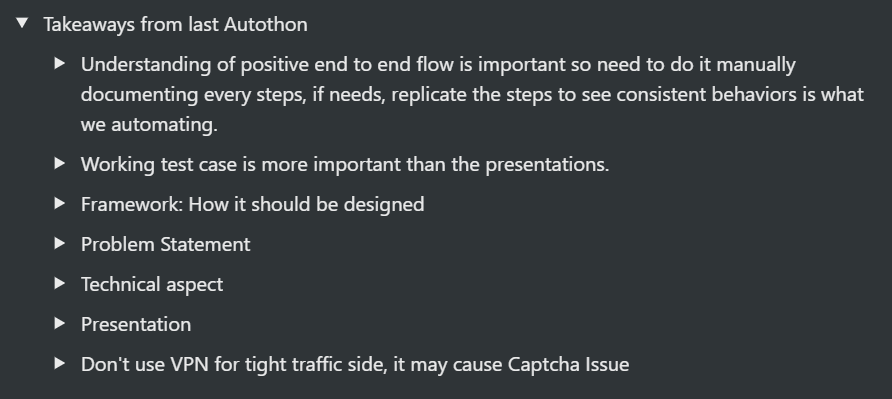 Takeaways from last Autothon
Understanding of positive end to end flow is important so need to do it manually
documenting every steps, if needs, replicate the steps to see consistent behaviors is what
we automating.
Working test case is more important than the presentations.
Framework: How it should be designed
Problem Statement
Technical aspect
Presentation
Don't use VPN for tight traffic side, it may cause Captcha Issue